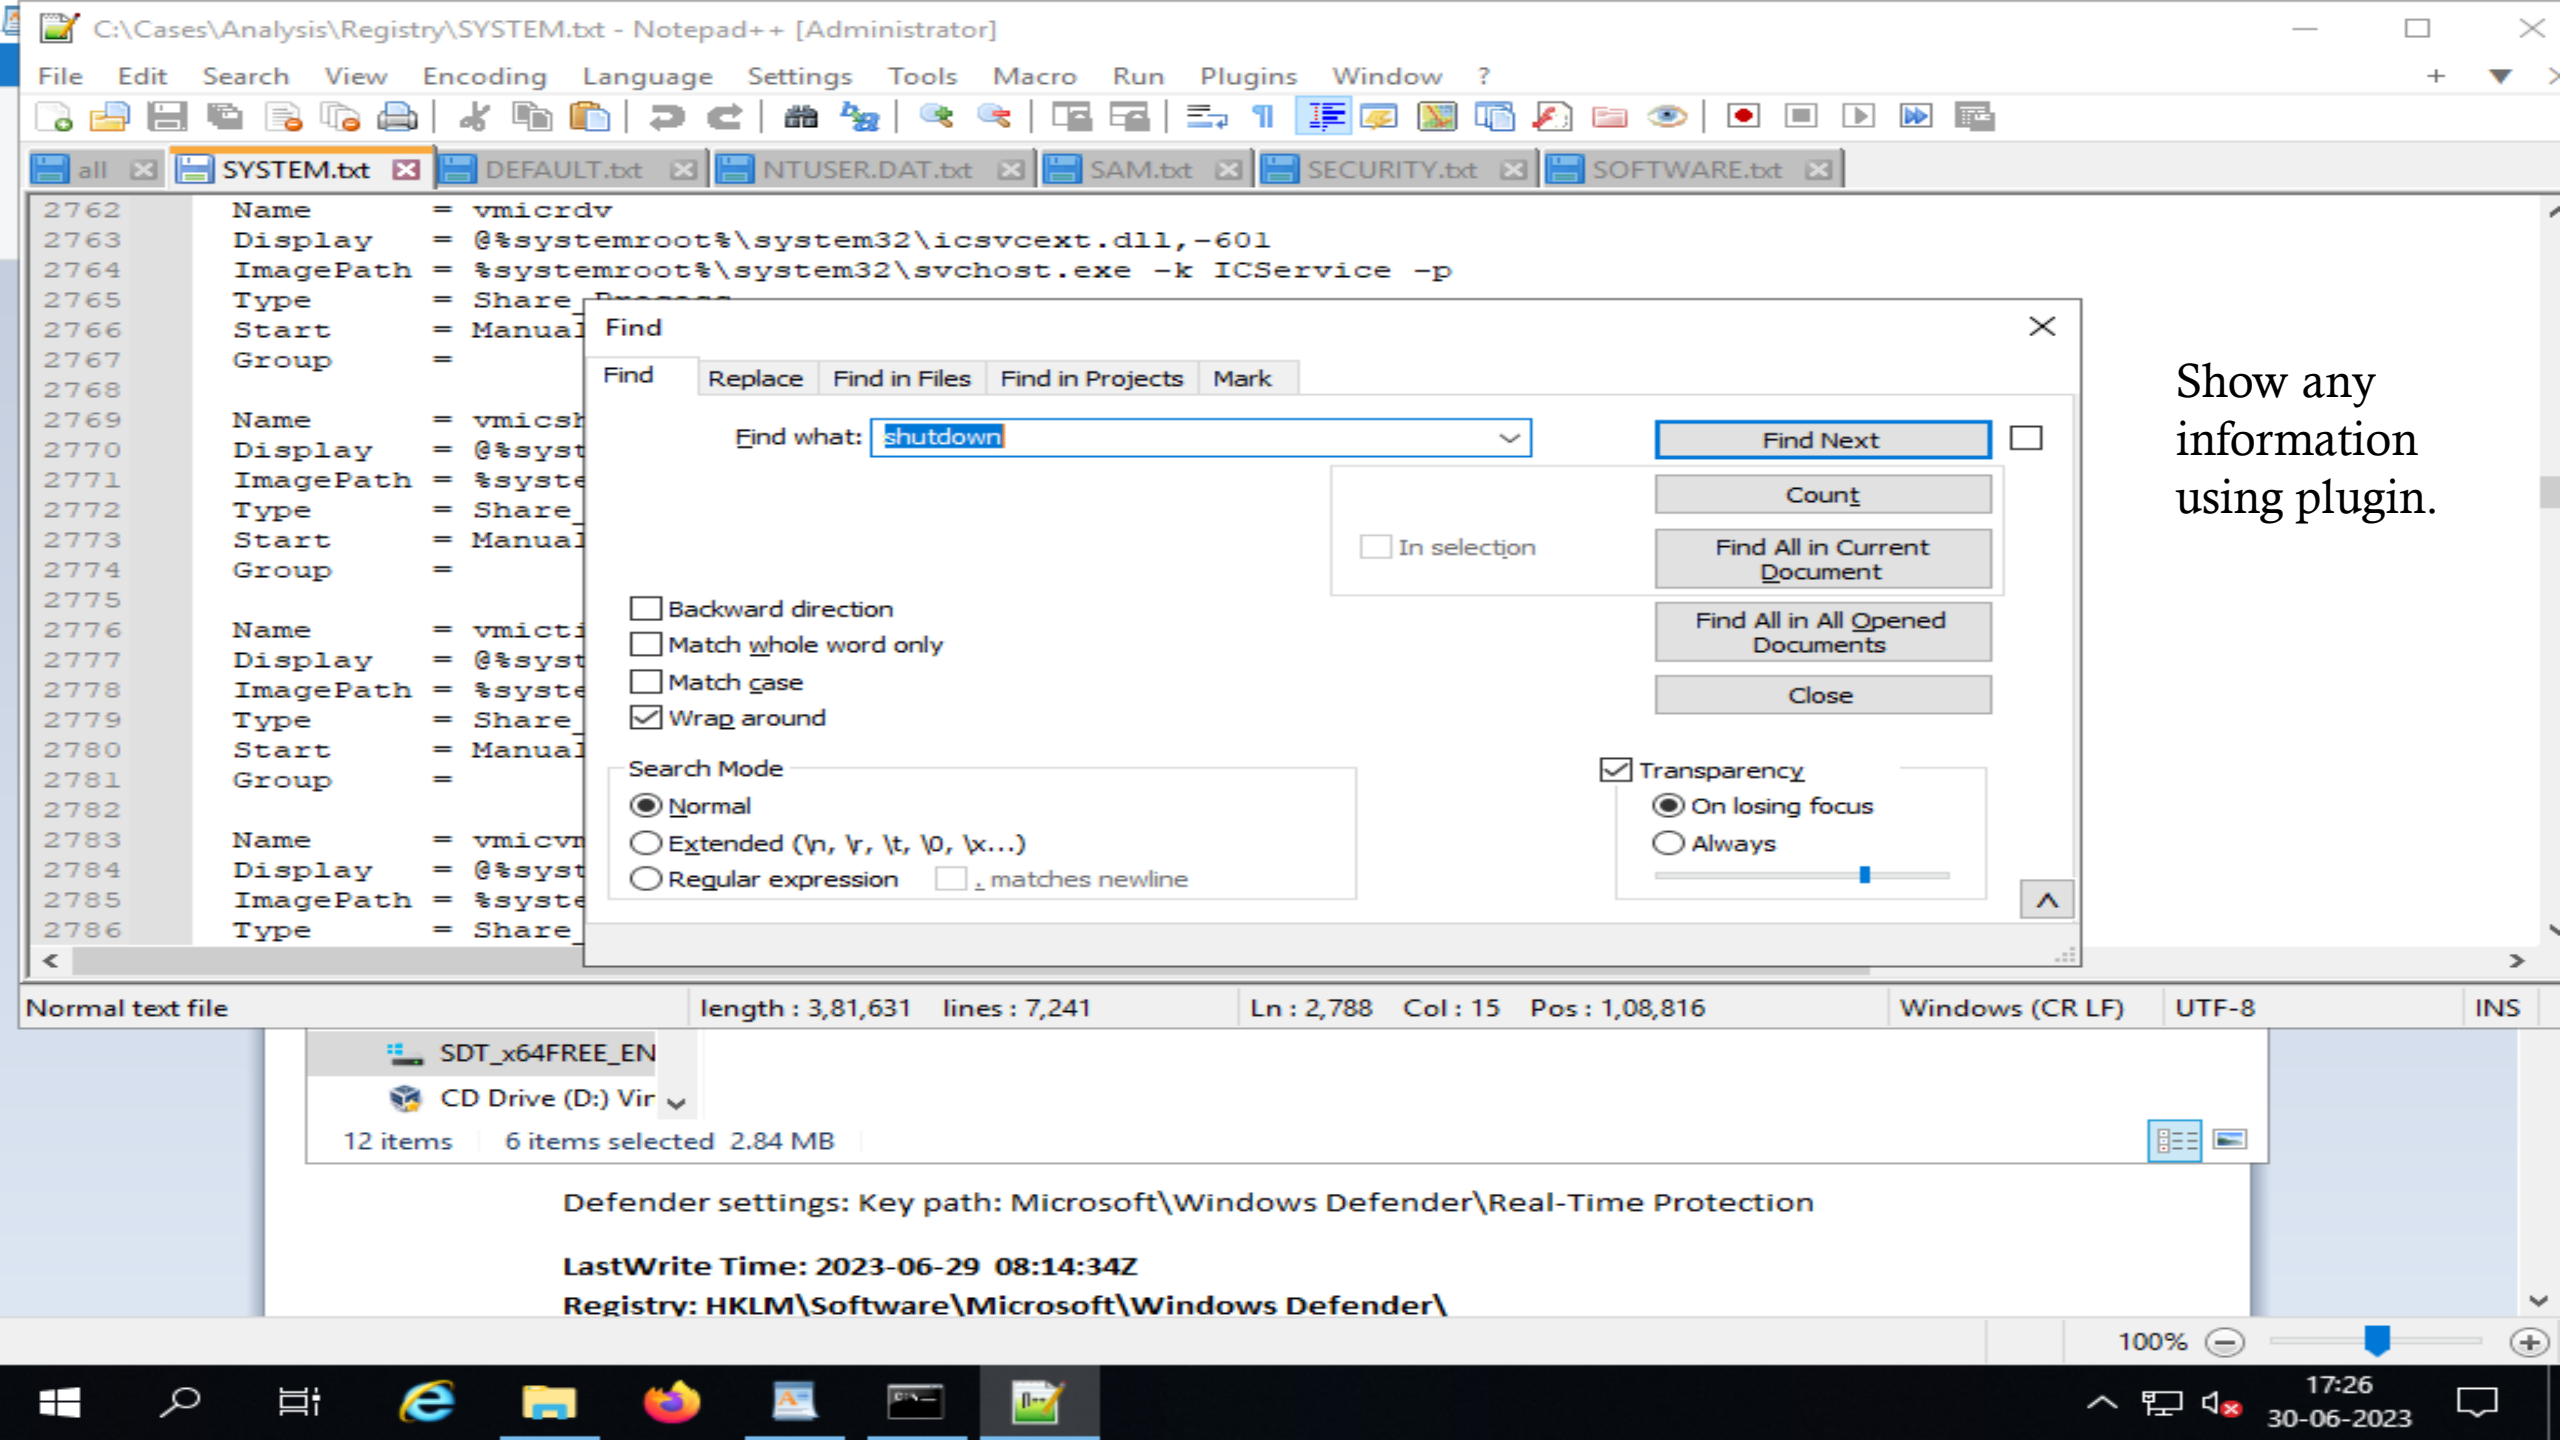 C:\Cases\Analysis\Registry\SYSTEM.txt - Notepad++ [Administrator]
File Edit Search View Encoding Language Settings Tools Macro Run Plugins Window ?
all SYSTEM.txt DEFAULT.txt NTUSER.DAT.txt SAM.txt SECURITY.txt SOFTWARE.txt
2762 Name = vmicrdv
2763 Display = @%systemroot%\system32\icsvcext.dll,-601
2764 ImagePath = %systemroot%\system32\svchost.exe -k ICService -p
2765 Type = Share_Process
2766 Start = Manual
2767 Group =
2768
2769 Name = vmicsh
2770 Display = @%syst
2771 ImagePath = %syste
2772 Type = Share_
2773 Start = Manual
2774 Group =
2775
2776 Name = vmicti
2777 Display = @%syst
2778 ImagePath = %syste
2779 Type = Share_
2780 Start = Manual
2781 Group =
2782
2783 Name = vmicvm
2784 Display = @%syst
2785 ImagePath = %syste
2786 Type = Share_
Find
Find Replace Find in Files Find in Projects Mark
Find what: shutdown
Find Next
Count
In selection
Find All in Current
Document
Find All in All Opened
Documents
Close
Backward direction
Match whole word only
Match case
Wrap around
Search Mode
Normal
Extended (\n, \r, \t, \0, \x...)
Regular expression . matches newline
Transparency
On losing focus
Always
Show any
information
using plugin.
Normal text file length : 3,81,631 lines : 7,241 Ln : 2,788 Col : 15 Pos : 1,08,816 Windows (CR LF) UTF-8 INS
SDT_x64FREE_EN
CD Drive (D:) Vir
12 items 6 items selected 2.84 MB
Defender settings: Key path: Microsoft\Windows Defender\Real-Time Protection
LastWrite Time: 2023-06-29 08:14:34Z
Registry: HKLM\Software\Microsoft\Windows Defender\
100%
17:26
30-06-2023